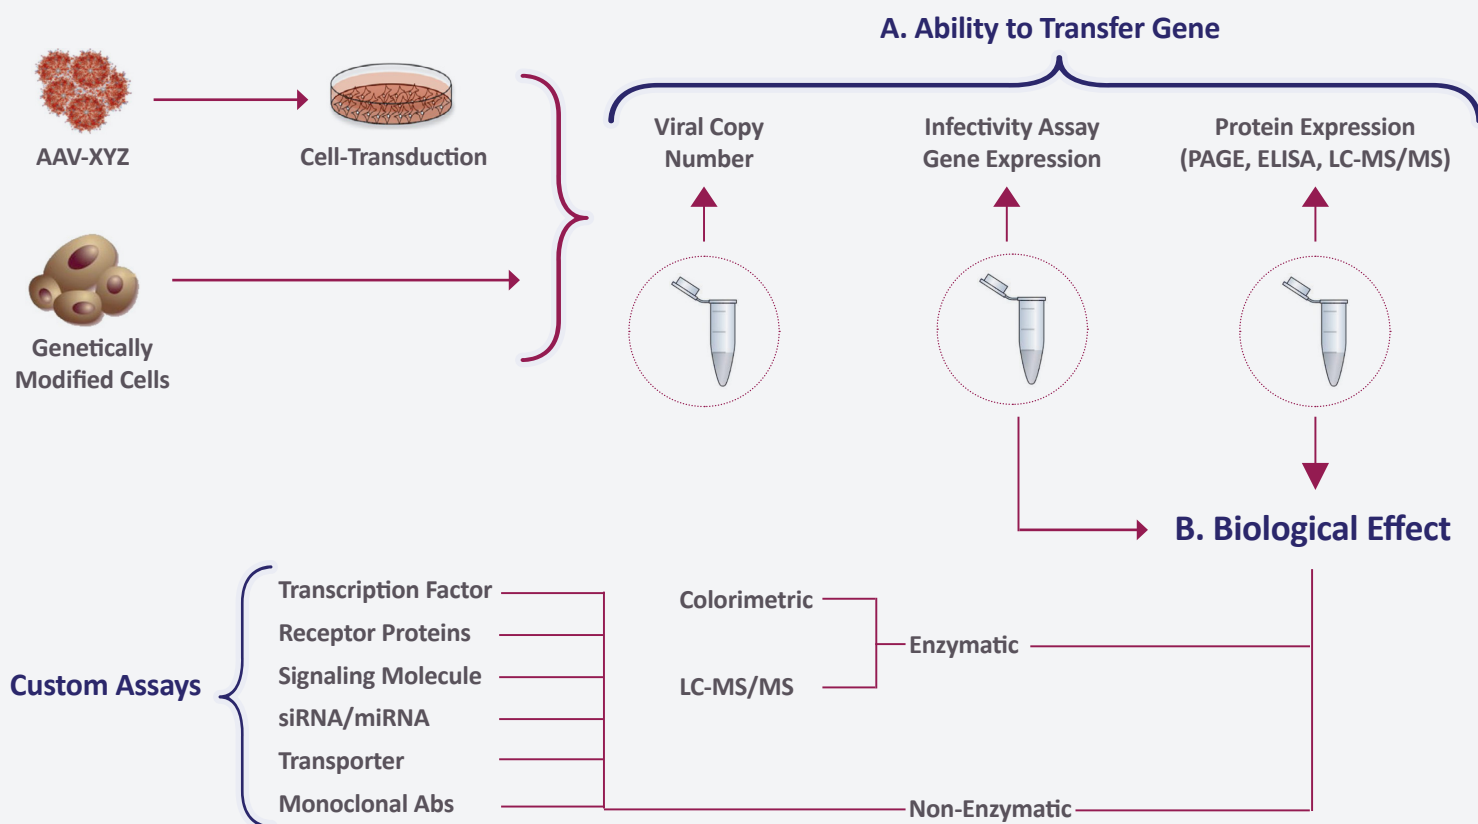 A. Ability to Transfer Gene
AAV-XYZ
Cell-Transduction
Viral Copy
Number
Infectivity Assay
Gene Expression
Protein Expression
(PAGE, ELISA, LC-MS/MS)
Genetically
Modified Cells
B. Biological Effect
Custom Assays
Transcription Factor
Receptor Proteins
Signaling Molecule
siRNA/miRNA
Transporter
Monoclonal Abs
Colorimetric
LC-MS/MS
Enzymatic
Non-Enzymatic